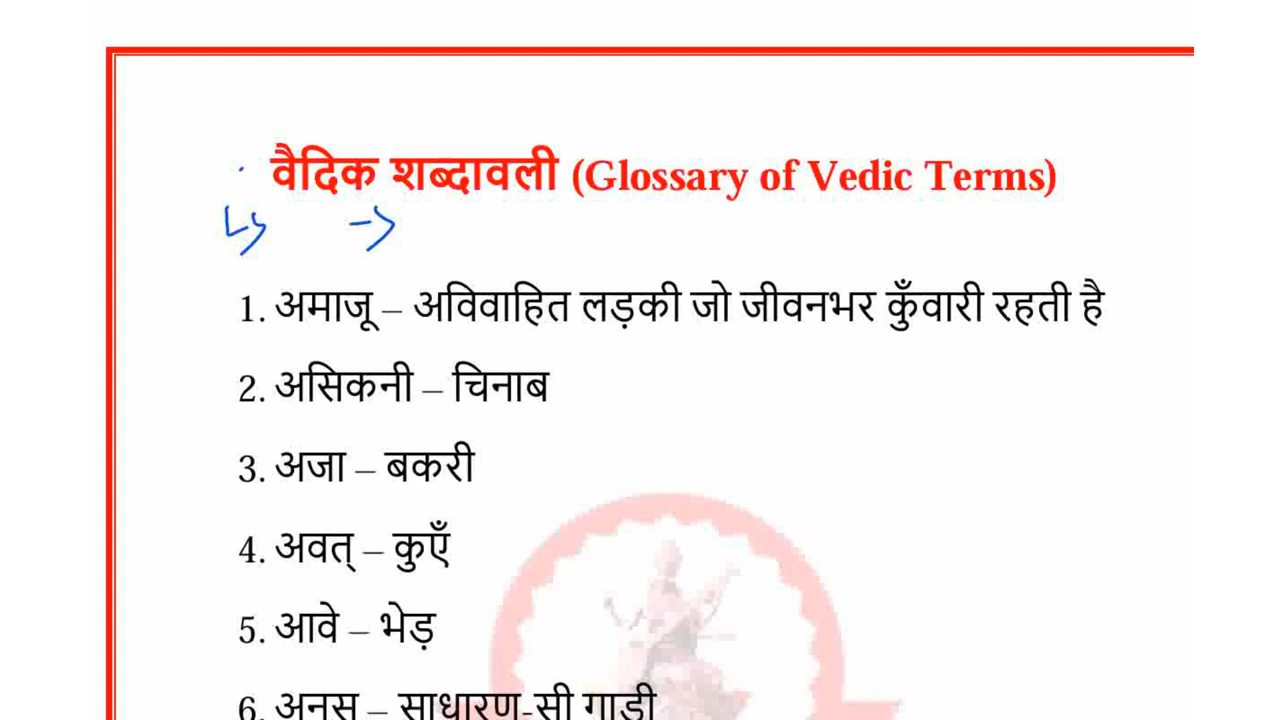 वैदिक शब्दावली (Glossary of Vedic Terms)
1. अमाजू – अविवाहित लड़की जो जीवनभर कुँवारी रहती है
2. असिकनी – चिनाब
3. अजा – बकरी
4. अवत् – कुएँ
5. आवे – भेड़
6. अनस – साधारण-सी गाड़ी